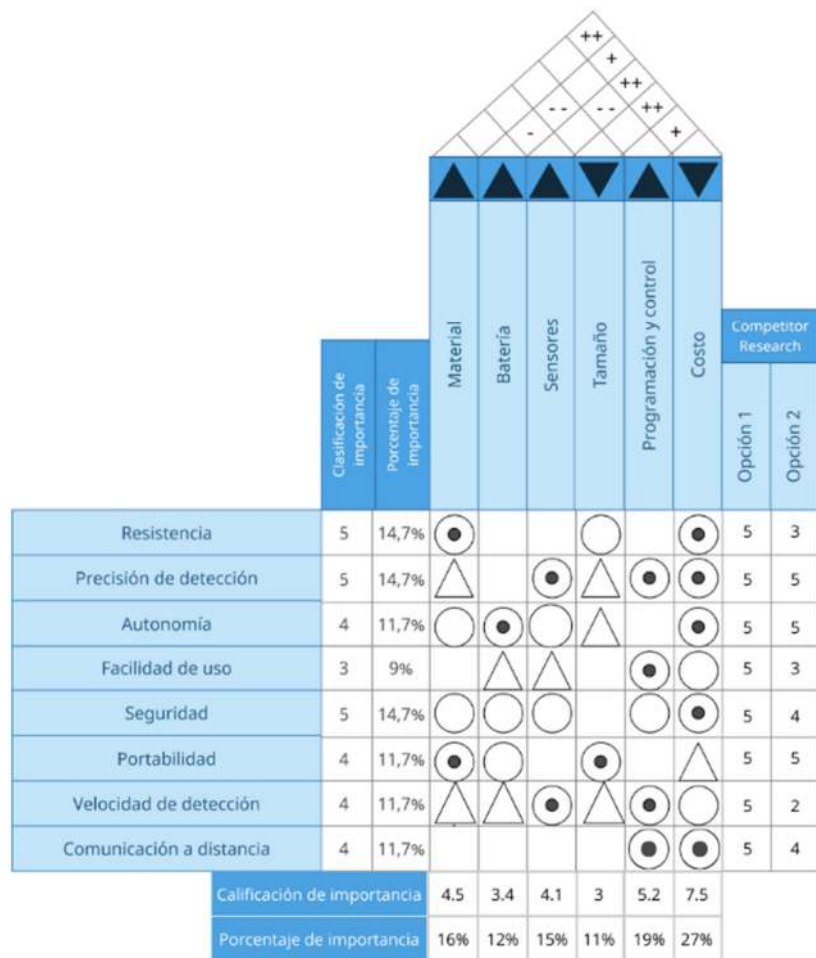 ++
+
++
-- -- ++
- +
Competitor
Research
Clasificación de
importancia
Porcentaje de
importancia
Material
Batería
Sensores
Tamaño
Programación y control
Costo
Opción 1
Opción 2
Resistencia 5 14,7% 5 3
Precisión de detección 5 14,7% 5 5
Autonomía 4 11,7% 5 5
Facilidad de uso 3 9% 5 3
Seguridad 5 14,7% 5 4
Portabilidad 4 11,7% 5 5
Velocidad de detección 4 11,7% 5 2
Comunicación a distancia 4 11,7% 5 4
Calificación de importancia 4.5 3.4 4.1 3 5.2 7.5
Porcentaje de importancia 16% 12% 15% 11% 19% 27%